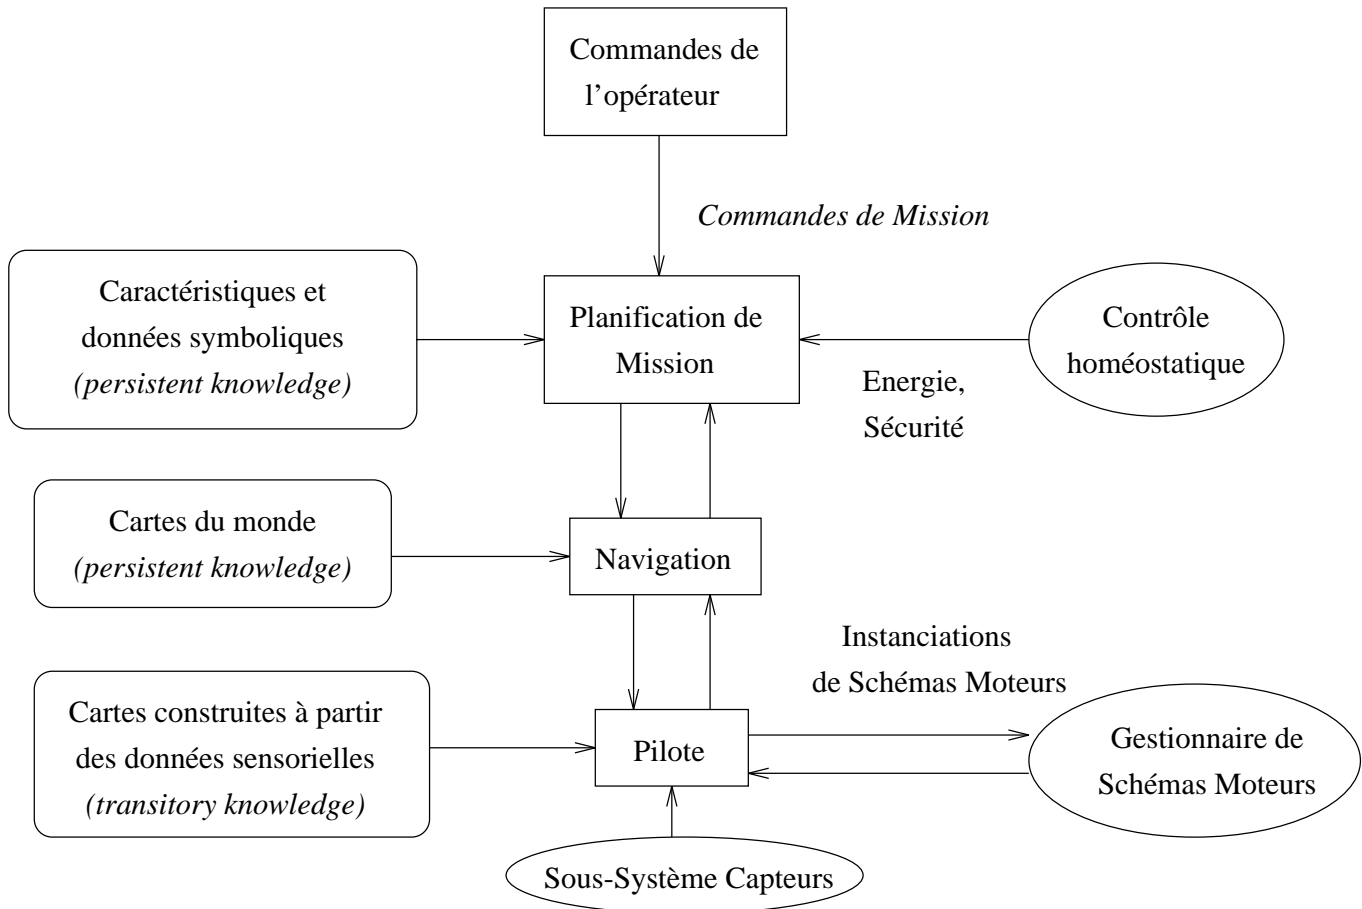 Commandes de
l’opérateur
Commandes de Mission
Caractéristiques et
données symboliques
(persistent knowledge)
Planification de
Mission
Contrôle
homéostatique
Energie,
Sécurité
Cartes du monde
(persistent knowledge)
Navigation
Instanciations
de Schémas Moteurs
Cartes construites à partir
des données sensorielles
(transitory knowledge)
Pilote
Gestionnaire de
Schémas Moteurs
Sous-Système Capteurs